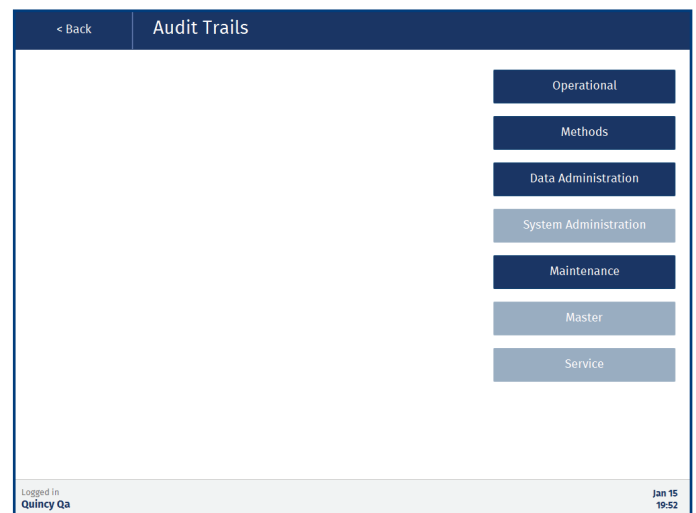 < Back
Audit Trails
Operational
Methods
Data Administration
System Administration
Maintenance
Master
Service
Logged in
Quincy Qa
Jan 15
19:52